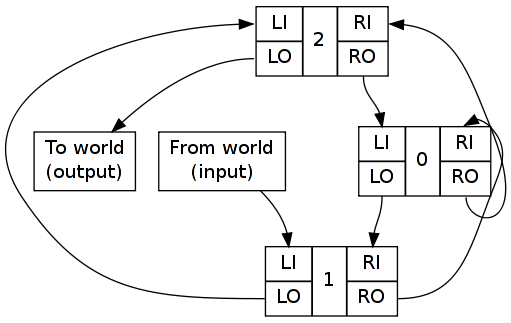 LI 2 RI
LO RO
To world
(output)
From world
(input)
LI 0 RI
LO RO
LI 1 RI
LO RO